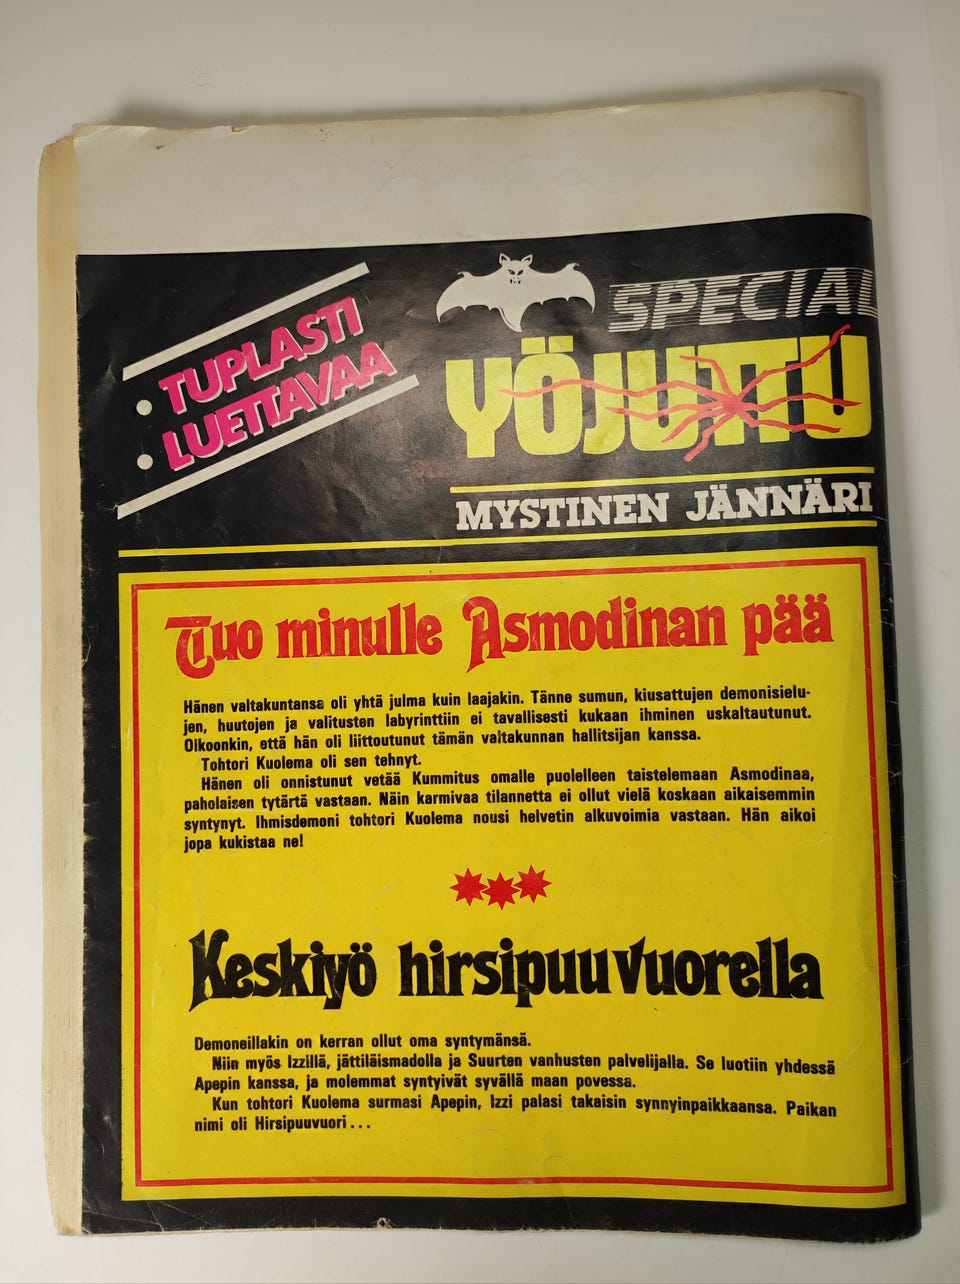 • TUPLASTI
• LUETTAVAA
SPECIAL
YÖJUTTU
MYSTINEN JÄNNÄRI
Tuo minulle Asmodinan pää
Hänen valtakuntansa oli yhtä julma kuin laajakin. Tänne sumun, kiusattujen demonisielu-
jen, huutojen ja valitusten labyrinttiin ei tavallisesti kukaan ihminen uskaltautunut.
Olkoonkin, että hän oli liittoutunut tämän valtakunnan hallitsijan kanssa.
Tohtori Kuolema oli sen tehnyt.
Hänen oli onnistunut vetää Kummitus omalle puolelleen taistelemaan Asmodinaa,
paholaisen tytärtä vastaan. Näin karmivaa tilannetta ei ollut vielä koskaan aikaisemmin
syntynyt. Ihmisdemoni tohtori Kuolema nousi helvetin alkuvoimia vastaan. Hän aikoi
jopa kukistaa ne!
Keskiyö hirsipuuvuorella
Demoneillakin on kerran ollut oma syntymänsä.
Niin myös Izzillä, jättiläismadolla ja Suurten vanhusten palvelijalla. Se luotiin yhdessä
Apepin kanssa, ja molemmat syntyivät syvällä maan povessa.
Kun tohtori Kuolema surmasi Apepin, Izzi palasi takaisin synnyinpaikkaansa. Paikan
nimi oli Hirsipuuvuori...